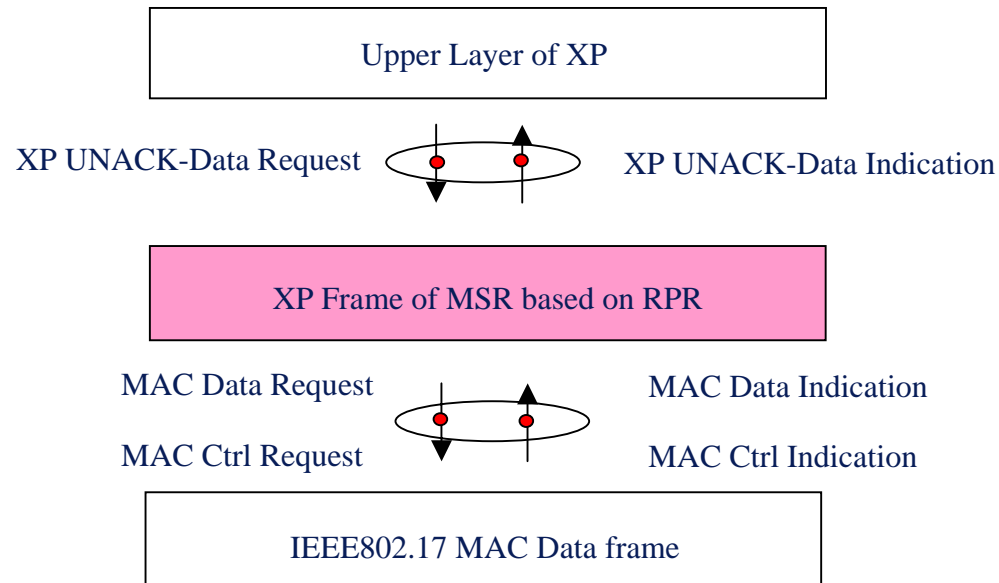 Upper Layer of XP
XP UNACK-Data Request
XP UNACK-Data Indication
XP Frame of MSR based on RPR
MAC Data Request
MAC Data Indication
MAC Ctrl Request
MAC Ctrl Indication
IEEE802.17 MAC Data frame